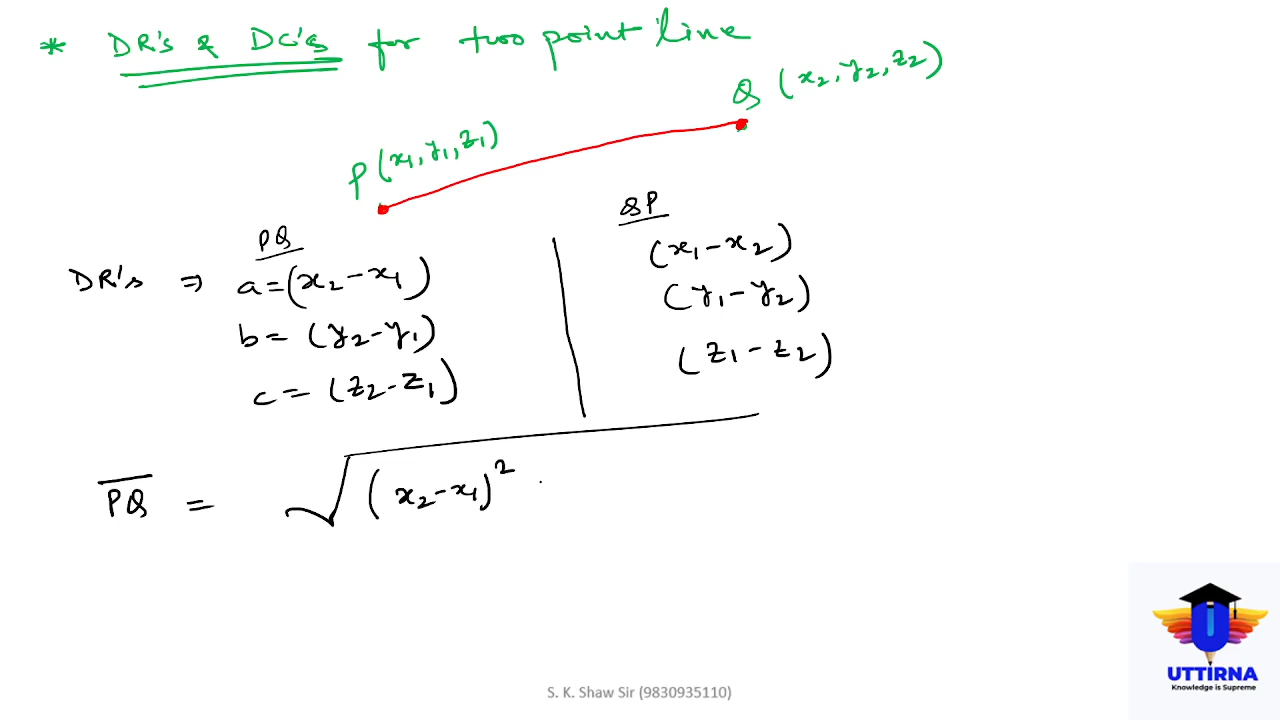 * DR's & DC's for two point line
Q (x₂, y₂, z₂)
P (x₁, y₁, z₁)
PQ
QP
DR's ⇒ a = (x₂ - x₁)
(x₁ - x₂)
b = (y₂ - y₁)
(y₁ - y₂)
c = (z₂ - z₁)
(z₁ - z₂)
PQ = √(x₂ - x₁)²
UTTIRNA
Knowledge is Supreme
S. K. Shaw Sir (9830935110)